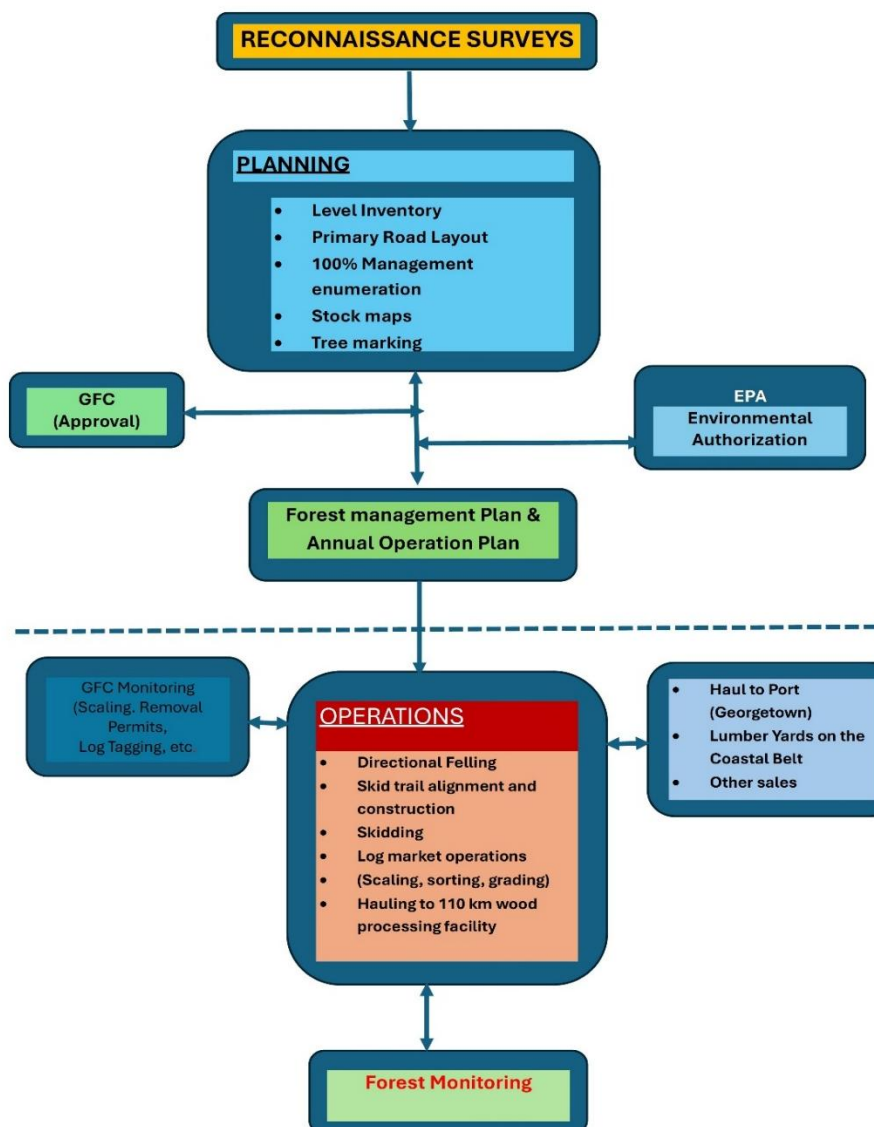 RECONNAISSANCE SURVEYS
PLANNING
• Level Inventory
• Primary Road Layout
• 100% Management
enumeration
• Stock maps
• Tree marking
GFC
(Approval)
EPA
Environmental
Authorization
Forest management Plan &
Annual Operation Plan
GFC Monitoring
(Scaling. Removal
Permits,
Log Tagging, etc.
OPERATIONS
• Directional Felling
• Skid trail alignment and
construction
• Skidding
• Log market operations
• (Scaling, sorting, grading)
• Hauling to 110 km wood
processing facility
• Haul to Port
(Georgetown)
• Lumber Yards on the
Coastal Belt
• Other sales
Forest Monitoring